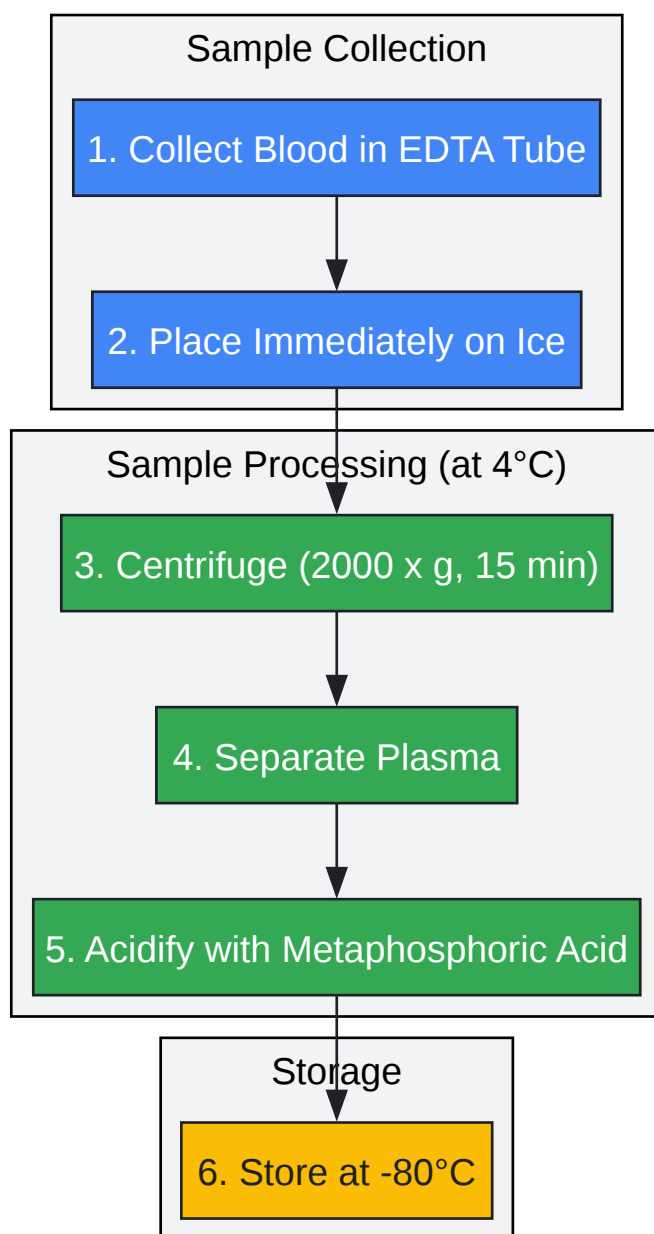 Sample Collection
1. Collect Blood in EDTA Tube
2. Place Immediately on Ice
Sample Processing (at 4°C)
3. Centrifuge (2000 x g, 15 min)
4. Separate Plasma
5. Acidify with Metaphosphoric Acid
Storage
6. Store at -80°C